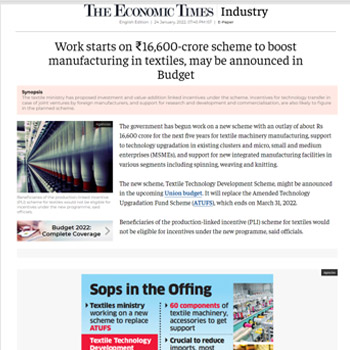 THE ECONOMIC TIMES Industry
English Edition | 24 January, 2022, 07:40 AM IST | E-Paper
Work starts on ₹16,600-crore scheme to boost
manufacturing in textiles, may be announced in
Budget
Synopsis
The textile ministry has proposed investment and value addition-linked incentives under the scheme, incentives for technology transfer in
case of joint ventures by foreign manufacturers, and support for research and development and commercialisation, are also likely to figure
in the planned scheme.
Beneficiaries of the production-linked incentive
(PLI) scheme for textiles would not be eligible for
incentives under the new programme, said
officials.
Budget 2022:
Complete Coverage
The government has begun work on a new scheme with an outlay of about Rs
16,600 crore for the next five years for textile machinery manufacturing, support
to technology upgradation in existing clusters and micro, small and medium
enterprises (MSMEs), and support for new integrated manufacturing facilities in
various segments including spinning, weaving and knitting.
The new scheme, Textile Technology Development Scheme, might be announced
in the upcoming Union budget. It will replace the Amended Technology
Upgradation Fund Scheme (ATUFS), which ends on March 31, 2022.
Beneficiaries of the production-linked incentive (PLI) scheme for textiles would
not be eligible for incentives under the new programme, said officials.
Sops in the Offing
Textiles ministry
working on a new
scheme to replace
ATUFS
Textile Technology
Development
60 components of
textile machinery,
accessories to get
support
Crucial to reduce
imports, most